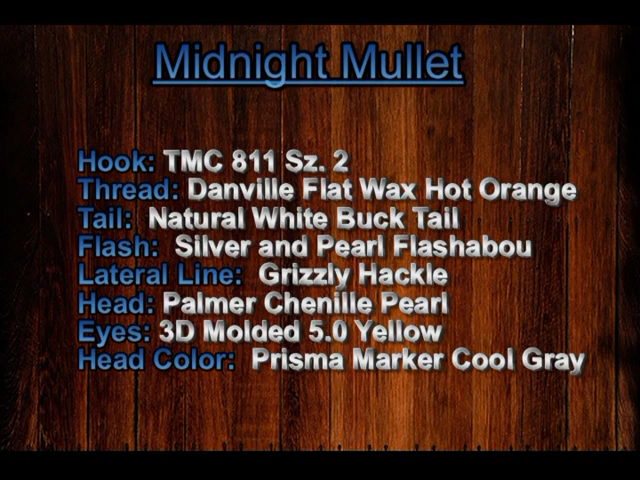 Midnight Mullet
Hook: TMC 811 Sz. 2
Thread: Danville Flat Wax Hot Orange
Tail: Natural White Buck Tail
Flash: Silver and Pearl Flashabou
Lateral Line: Grizzly Hackle
Head: Palmer Chenille Pearl
Eyes: 3D Molded 5.0 Yellow
Head Color: Prisma Marker Cool Gray